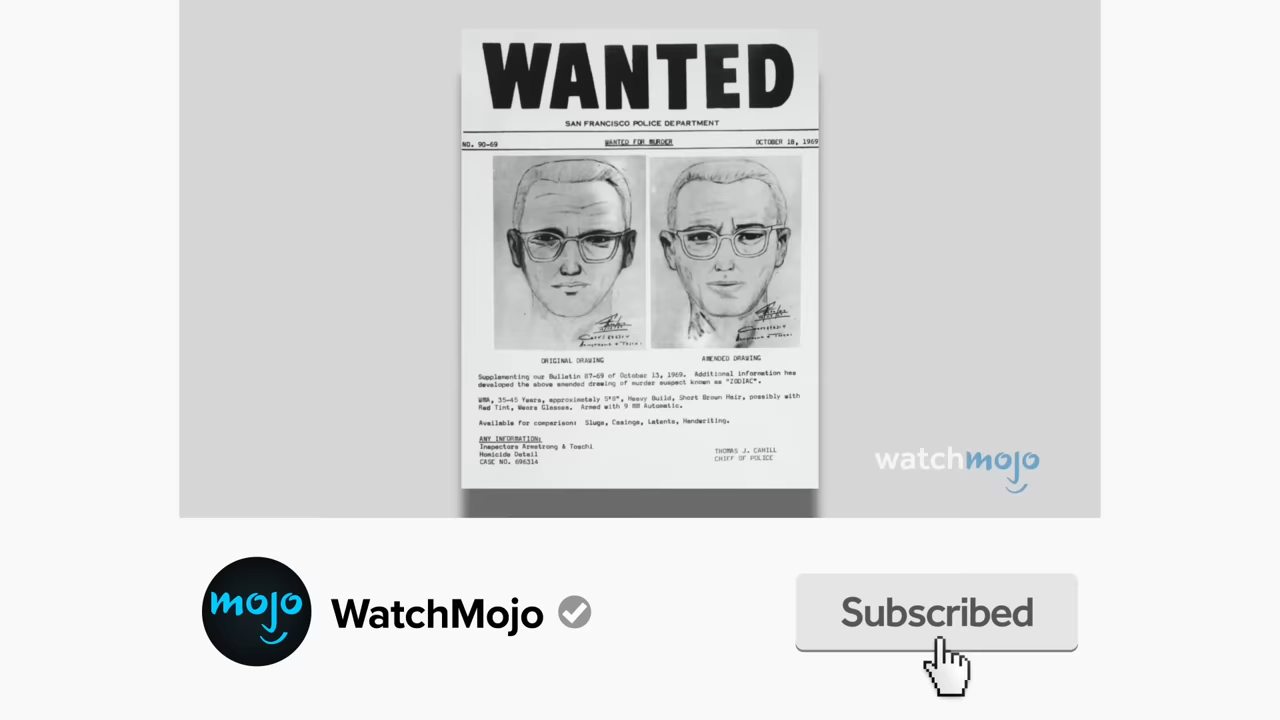 WANTED
SAN FRANCISCO POLICE DEPARTMENT
NO. 90-69 WANTED FOR MURDER OCTOBER 18, 1969
ORIGINAL DRAWING AMENDED DRAWING
Supplementing our Bulletin 87-69 of October 13, 1969. Additional information has
developed the above amended drawing of murder suspect known as "ZODIAC".
WMA, 35-45 Years, approximately 5'8", Heavy Build, Short Brown Hair, possibly with
Red Tint, Wears Glasses. Armed with 9 MM Automatic.
Available for comparison: Slugs, Casings, Latents, Handwriting.
ANY INFORMATION:
Inspectors Armstrong & Toschi
Homicide Detail
CASE NO. 696314
THOMAS J. CAHILL
CHIEF OF POLICE
watchmojo
mojo
WatchMojo
Subscribed